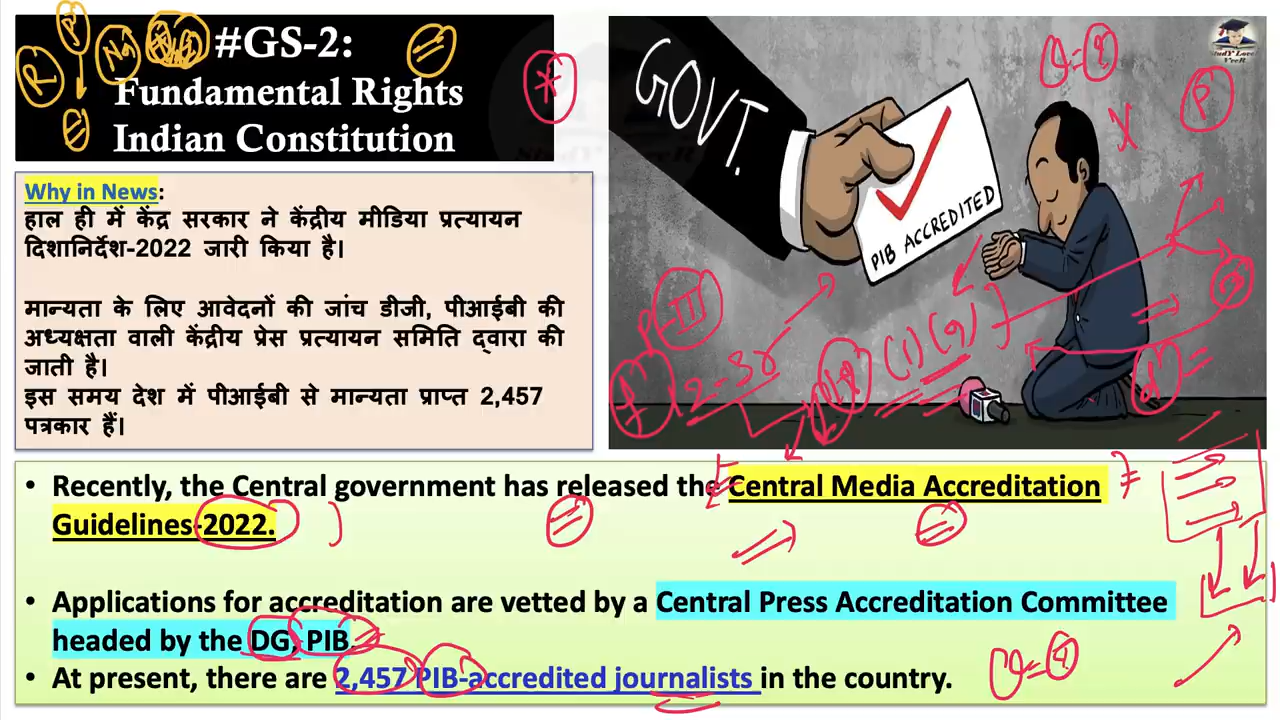 #GS-2:
Fundamental Rights
Indian Constitution
Why in News:
हाल ही में केंद्र सरकार ने केंद्रीय मीडिया प्रत्यायन
दिशानिर्देश-2022 जारी किया है।
मान्यता के लिए आवेदनों की जांच डीजी, पीआईबी की
अध्यक्षता वाली केंद्रीय प्रेस प्रत्यायन समिति द्वारा की
जाती है।
इस समय देश में पीआईबी से मान्यता प्राप्त 2,457
पत्रकार हैं।
GOVT.
PIB ACCREDITED
StudY Lover
VeeR
• Recently, the Central government has released the Central Media Accreditation
Guidelines-2022.
• Applications for accreditation are vetted by a Central Press Accreditation Committee
headed by the DG, PIB.
• At present, there are 2,457 PIB-accredited journalists in the country.